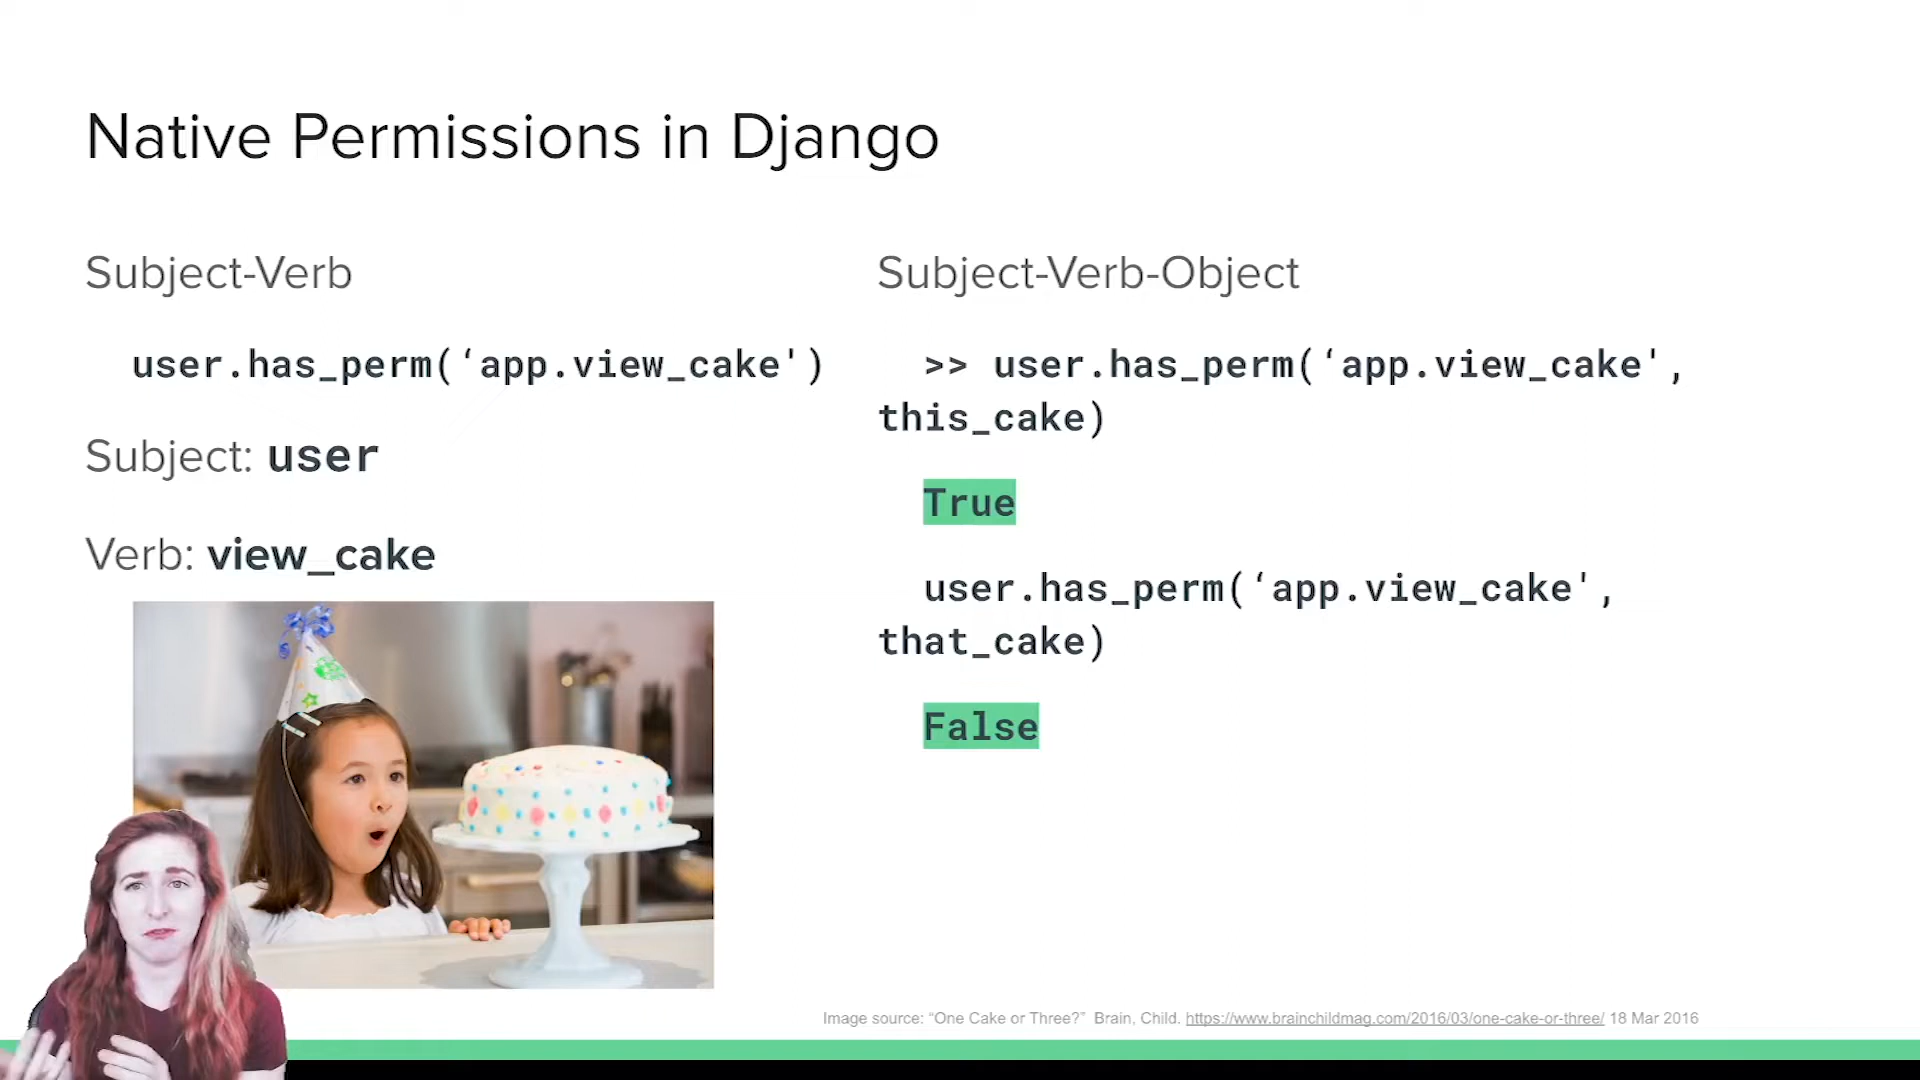 Native Permissions in Django
Subject-Verb
user.has_perm(‘app.view_cake')
Subject: user
Verb: view_cake
Subject-Verb-Object
>> user.has_perm(‘app.view_cake',
this_cake)
True
user.has_perm(‘app.view_cake',
that_cake)
False
Image source: “One Cake or Three?” Brain, Child. https://www.brainchildmag.com/2016/03/one-cake-or-three/ 18 Mar 2016